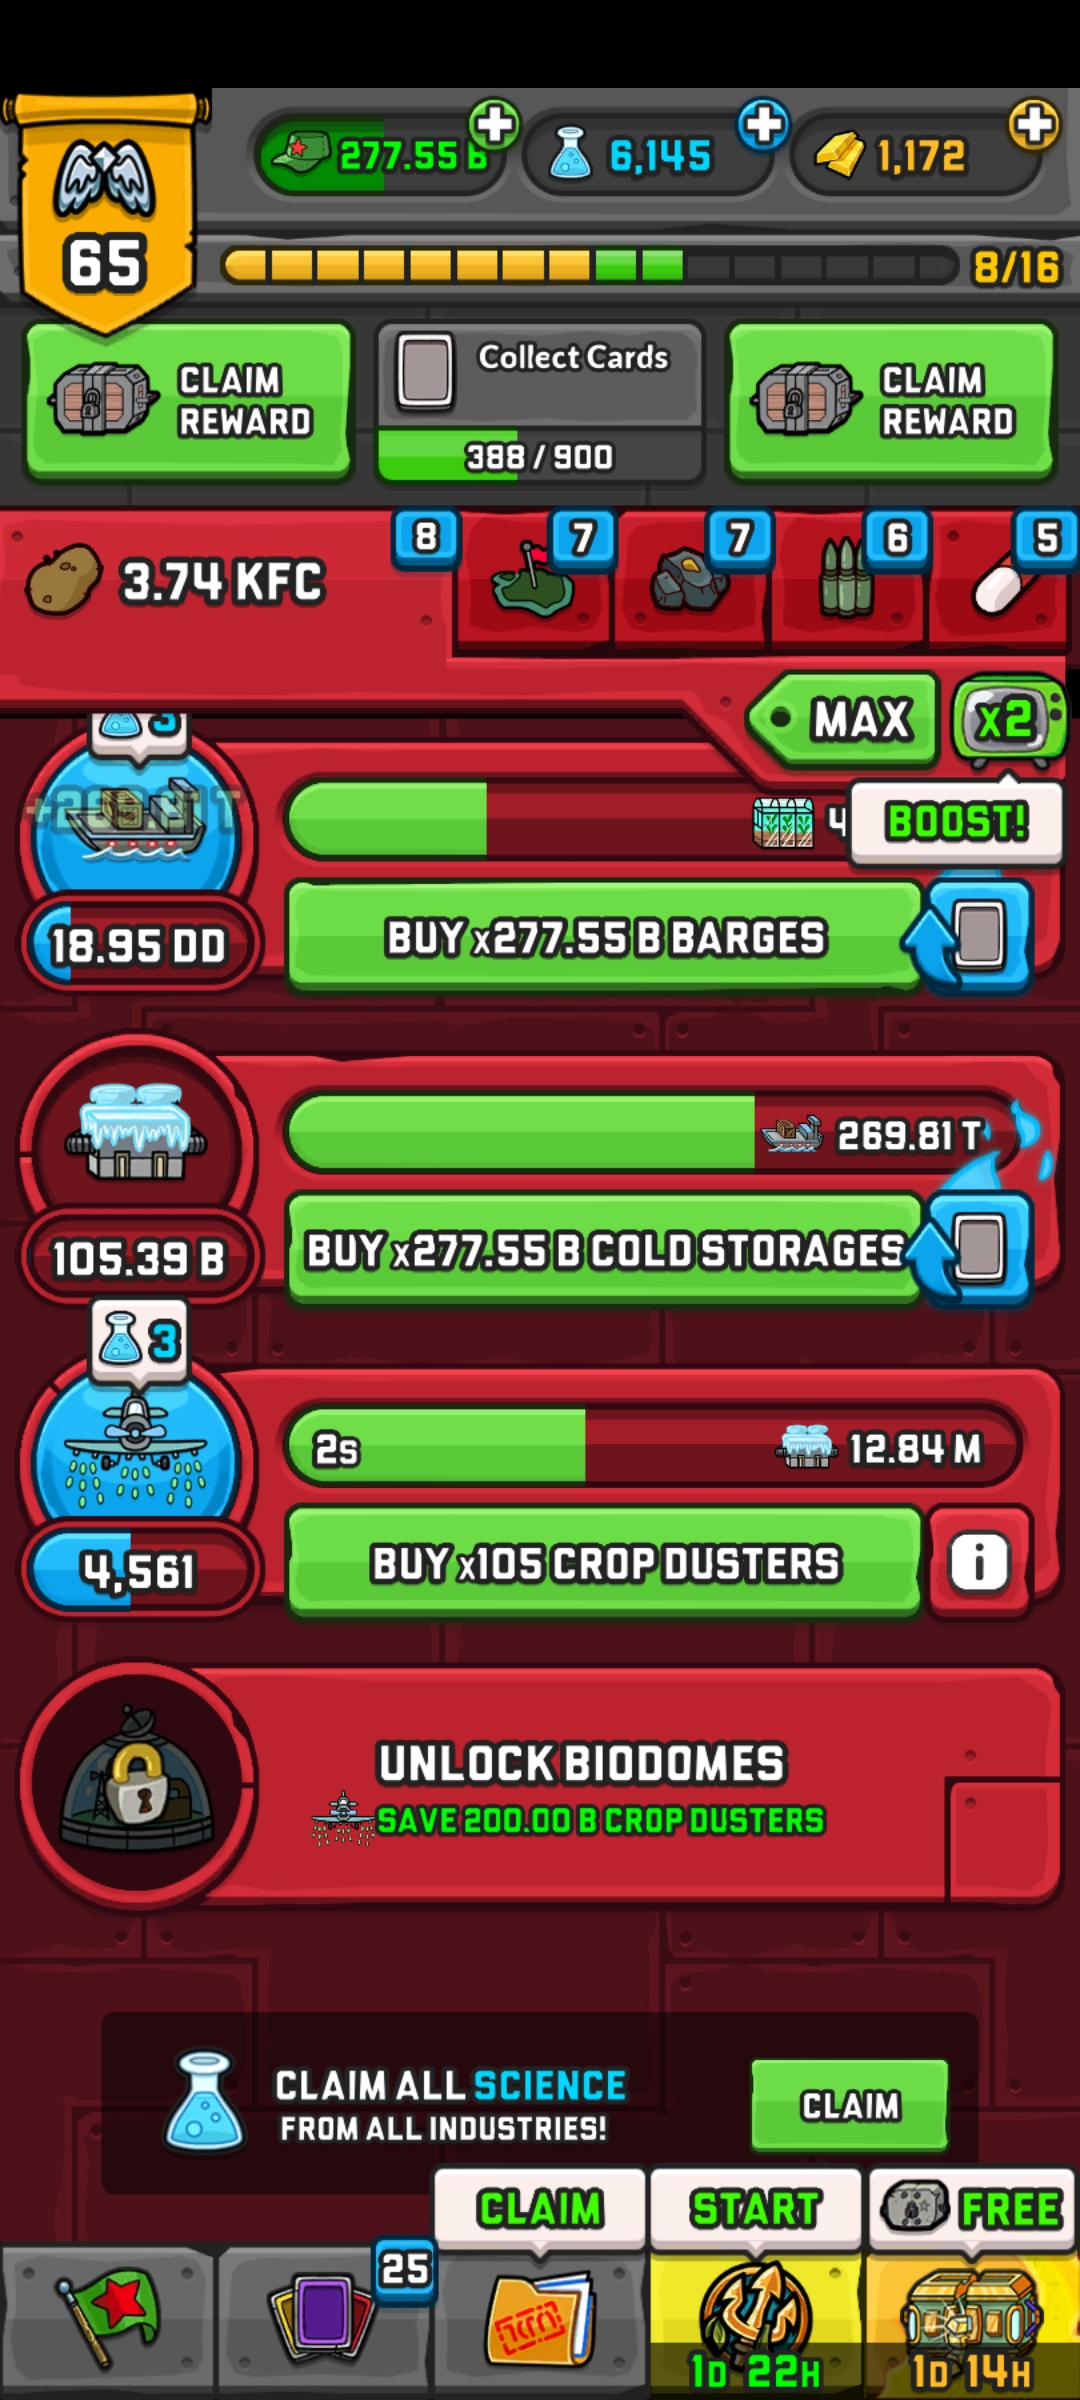 277.55 B
6,145
1,172
65
8/16
CLAIM
REWARD
Collect Cards
388 / 900
CLAIM
REWARD
3.74 KFC
8
7
7
6
5
MAX
x2
BOOST!
3
4
18.95 DD
BUY x277.55 B BARGES
269.81 T
105.39 B
BUY x277.55 B COLD STORAGES
3
2s
12.84 M
4,561
BUY x105 CROP DUSTERS
i
UNLOCK BIODOMES
SAVE 200.00 B CROP DUSTERS
CLAIM ALL SCIENCE
FROM ALL INDUSTRIES!
CLAIM
CLAIM
START
FREE
25
1D 22H
1D 14H